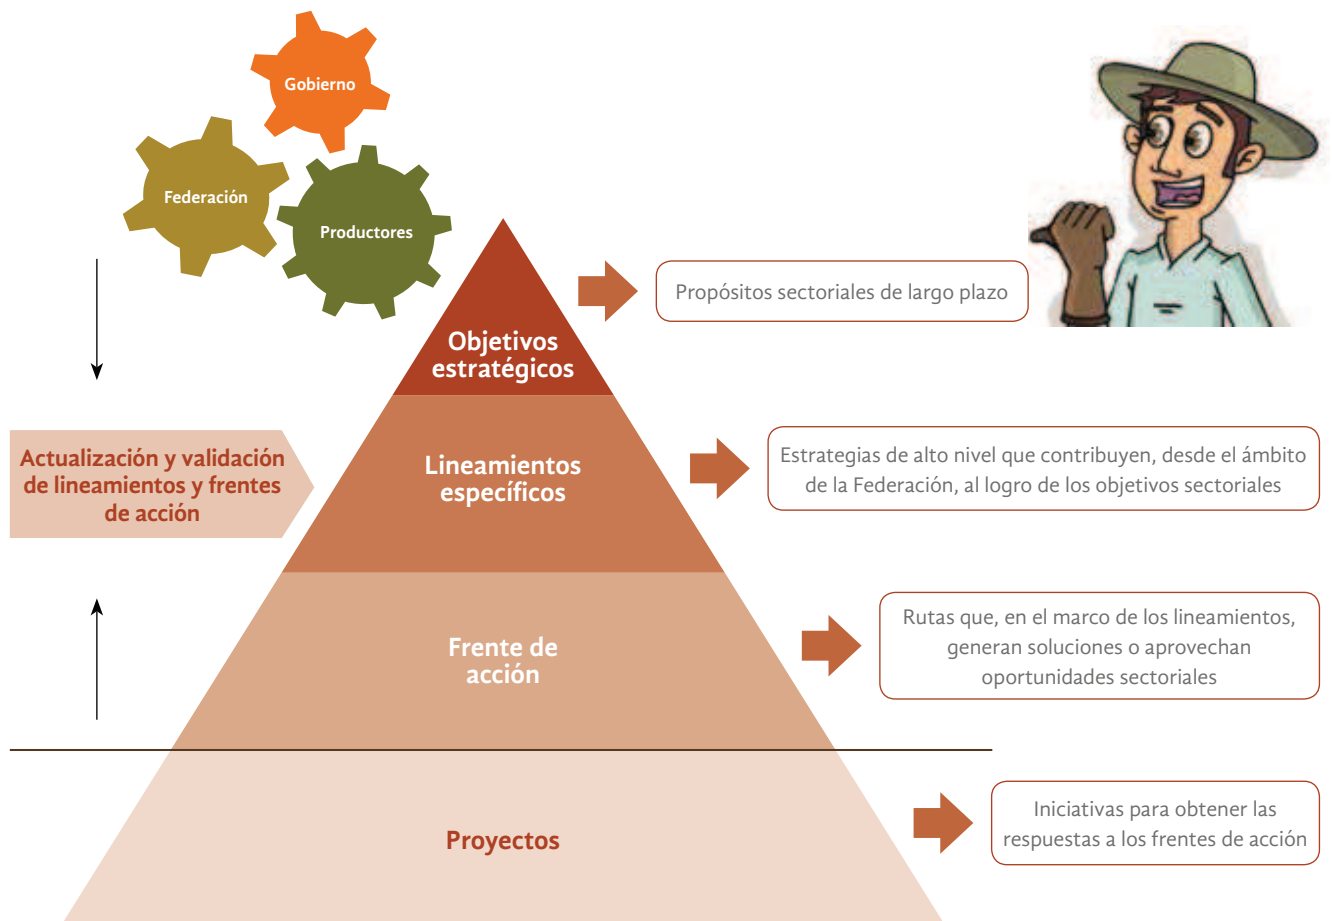 Gobierno
Federación
Productores
Propósitos sectoriales de largo plazo
Objetivos
estratégicos
Actualización y validación
de lineamientos y frentes
de acción
Lineamientos
específicos
Estrategias de alto nivel que contribuyen, desde el ámbito
de la Federación, al logro de los objetivos sectoriales
Frente de
acción
Rutas que, en el marco de los lineamientos,
generan soluciones o aprovechan
oportunidades sectoriales
Proyectos
Iniciativas para obtener las
respuestas a los frentes de acción